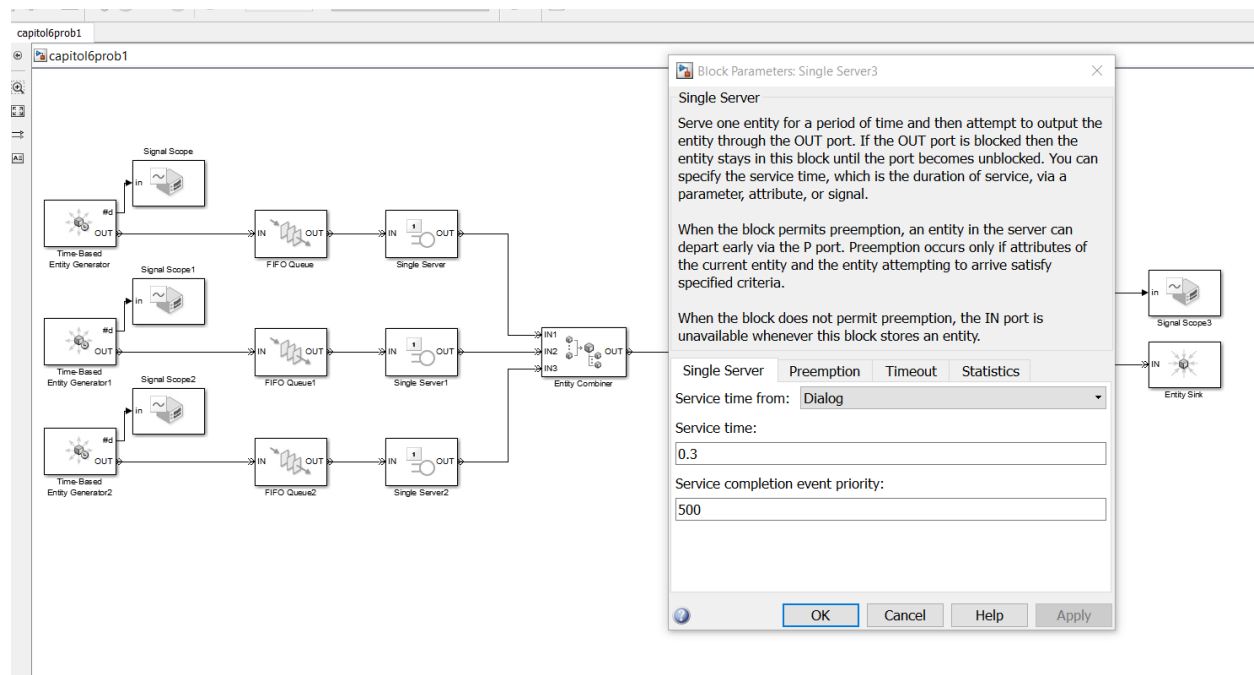 capitol6prob1
capitol6prob1
Signal Scope
in
#d
OUT
Time-Based
Entity Generator
IN
OUT
FIFO Queue
IN
1
OUT
Single Server
Signal Scope1
in
#d
OUT
Time-Based
Entity Generator1
IN
OUT
FIFO Queue1
IN
1
OUT
Single Server1
Signal Scope2
in
#d
OUT
Time-Based
Entity Generator2
IN
OUT
FIFO Queue2
IN
1
OUT
Single Server2
IN1
IN2
IN3
OUT
Entity Combiner
Block Parameters: Single Server3
Single Server
Serve one entity for a period of time and then attempt to output the
entity through the OUT port. If the OUT port is blocked then the
entity stays in this block until the port becomes unblocked. You can
specify the service time, which is the duration of service, via a
parameter, attribute, or signal.
When the block permits preemption, an entity in the server can
depart early via the P port. Preemption occurs only if attributes of
the current entity and the entity attempting to arrive satisfy
specified criteria.
When the block does not permit preemption, the IN port is
unavailable whenever this block stores an entity.
Single Server Preemption Timeout Statistics
Service time from: Dialog
Service time:
0.3
Service completion event priority:
500
? OK Cancel Help Apply
in
Signal Scope3
IN
Entity Sink